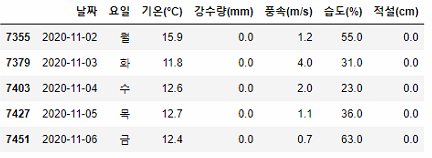 날짜 요일 기온(°C) 강수량(mm) 풍속(m/s) 습도(%) 적설(cm)
7355 2020-11-02 월 15.9 0.0 1.2 55.0 0.0
7379 2020-11-03 화 11.8 0.0 4.0 31.0 0.0
7403 2020-11-04 수 12.6 0.0 2.0 23.0 0.0
7427 2020-11-05 목 12.7 0.0 1.1 36.0 0.0
7451 2020-11-06 금 12.4 0.0 0.7 63.0 0.0